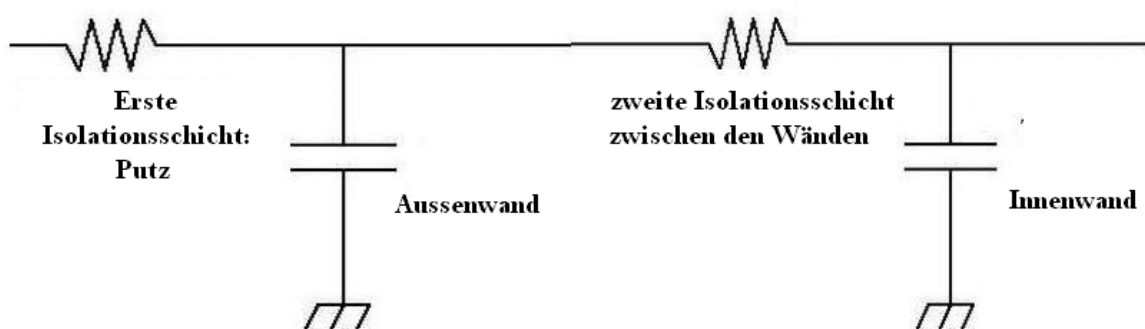 Erste
Isolationsschicht:
Putz
Aussenwand
zweite Isolationsschicht
zwischen den Wänden
Innenwand